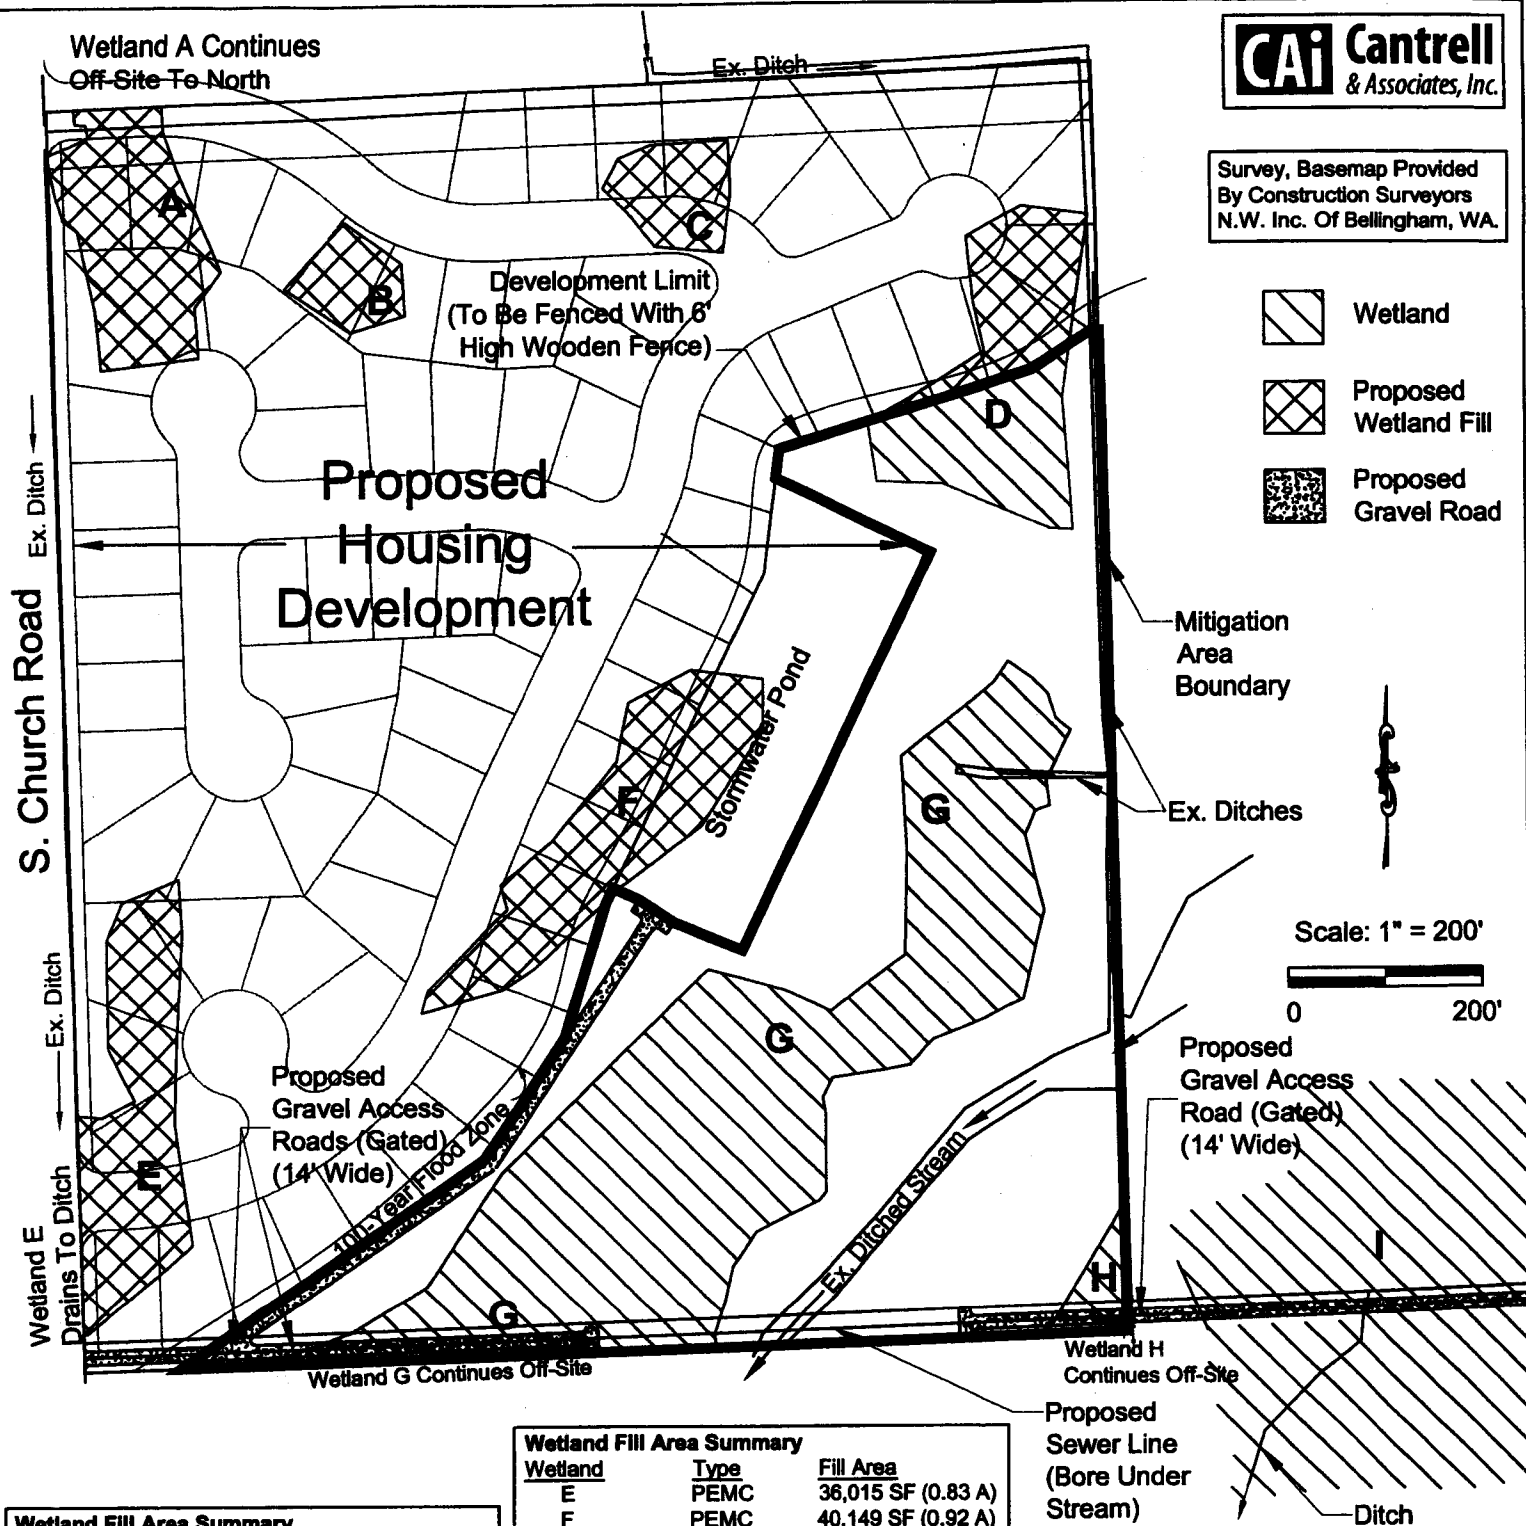 Wetland A Continues
Off-Site To North
Ex. Ditch
CAi Cantrell
& Associates, Inc.
Survey, Basemap Provided
By Construction Surveyors
N.W. Inc. Of Bellingham, WA.
A
B
C
Development Limit
(To Be Fenced With 6'
High Wooden Fence)
Wetland
Proposed
Wetland Fill
Proposed
Gravel Road
D
Ex. Ditch
Proposed
Housing
Development
S. Church Road
Mitigation
Area
Boundary
Stormwater Pond
F
G
Ex. Ditches
Scale: 1" = 200'
0 200'
Ex. Ditch
G
Proposed
Gravel Access
Roads (Gated)
(14' Wide)
100-Year Flood Zone
Proposed
Gravel Access
Road (Gated)
(14' Wide)
E
Wetland E
Drains To Ditch
Ex. Ditched Stream
H
I
G
Wetland G Continues Off-Site
Wetland H
Continues Off-Site
Proposed
Sewer Line
(Bore Under
Stream)
Ditch
Wetland Fill Area Summary
Wetland Type Fill Area
E PEMC 36,015 SF (0.83 A)
F PEMC 40,149 SF (0.92 A)
Wetland Fill Area Summary